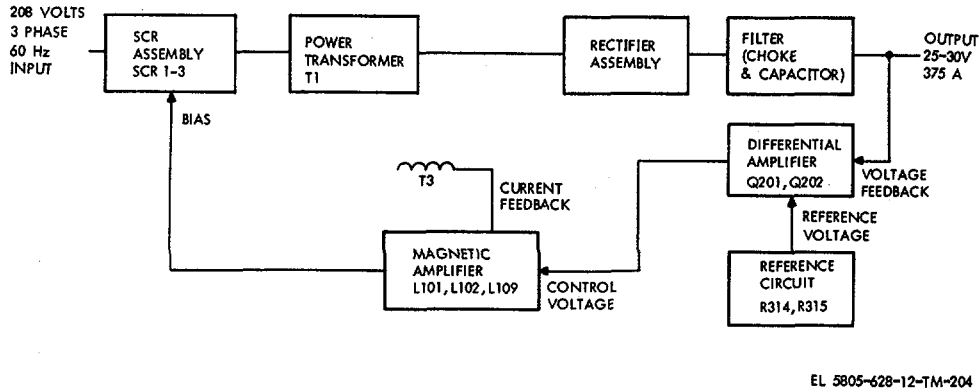 208 VOLTS
3 PHASE
60 Hz
INPUT
SCR
ASSEMBLY
SCR 1-3
POWER
TRANSFORMER
T1
RECTIFIER
ASSEMBLY
FILTER
(CHOKE
& CAPACITOR)
OUTPUT
25-30V
375 A
BIAS
T3
CURRENT
FEEDBACK
DIFFERENTIAL
AMPLIFIER
Q201, Q202
VOLTAGE
FEEDBACK
REFERENCE
VOLTAGE
MAGNETIC
AMPLIFIER
L101, L102, L109
CONTROL
VOLTAGE
REFERENCE
CIRCUIT
R314, R315
EL 5805-628-12-TM-204